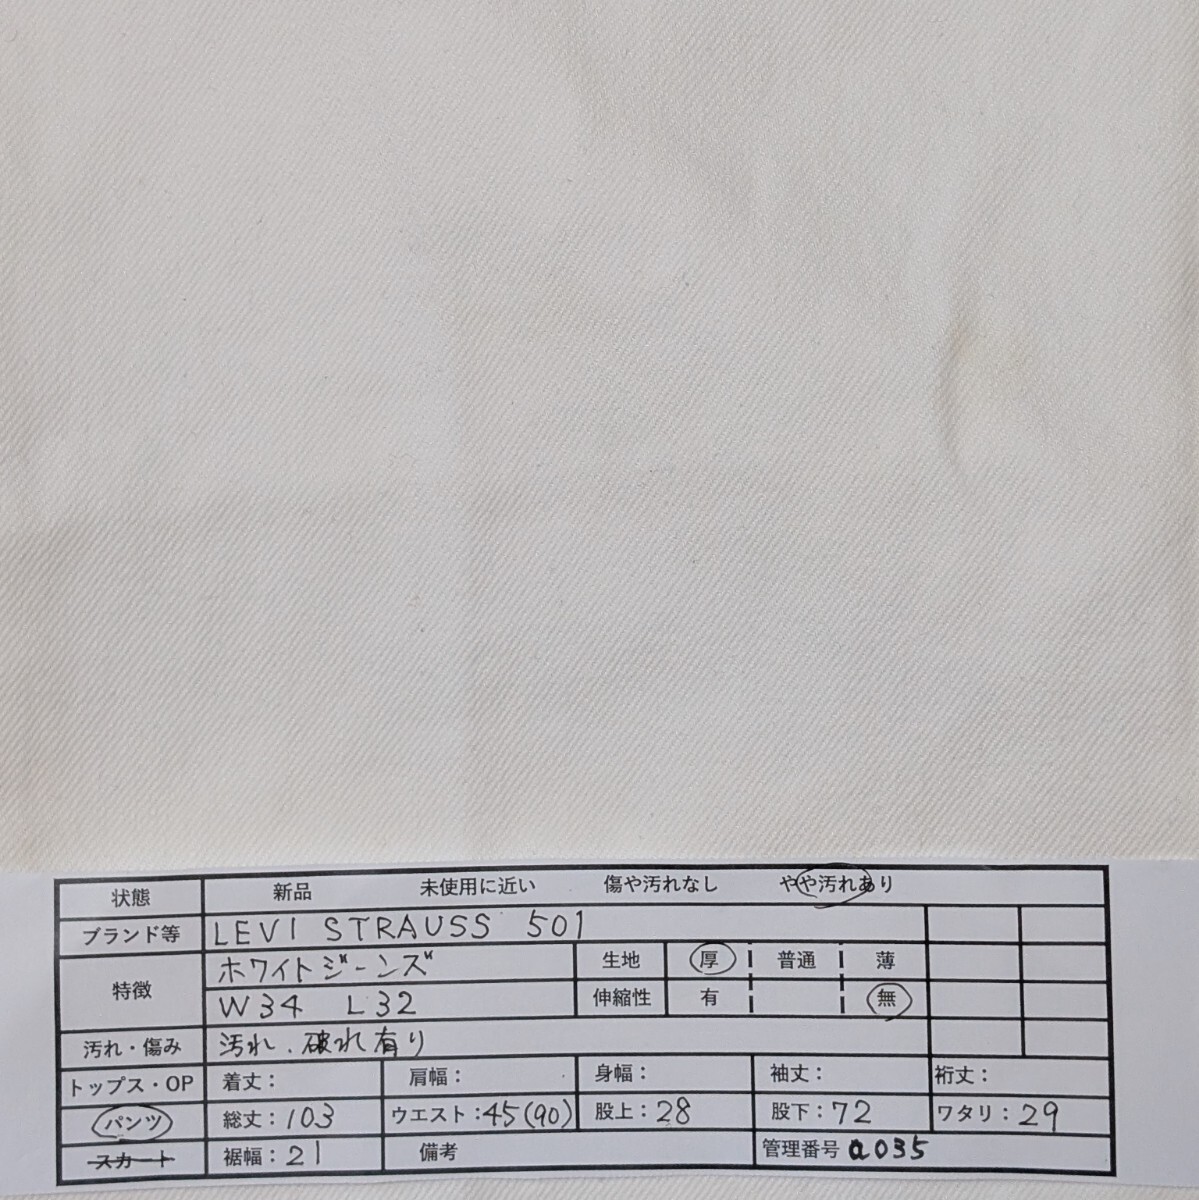 状態 新品 未使用に近い 傷や汚れなし やや汚れあり
ブランド等 LEVI STRAUSS 501
特徴 ホワイトジーンズ 生地 厚 普通 薄
W34 L32 伸縮性 有 無
汚れ・傷み 汚れ、破れ有り
トップス・OP 着丈： 肩幅： 身幅： 袖丈： 裄丈：
パンツ 総丈：103 ウエスト：45(90) 股上：28 股下：72 ワタリ：29
スカート 裾幅：21 備考 管理番号 a035